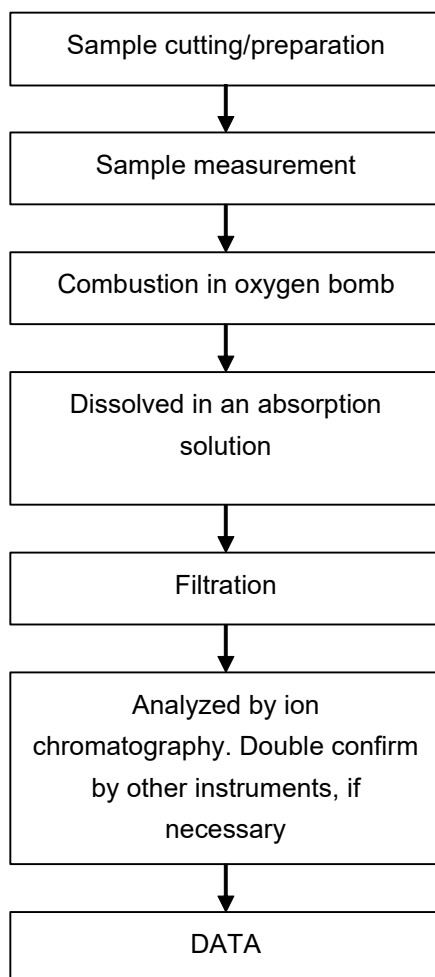 Sample cutting/preparation
Sample measurement
Combustion in oxygen bomb
Dissolved in an absorption
solution
Filtration
Analyzed by ion
chromatography. Double confirm
by other instruments, if
necessary
DATA